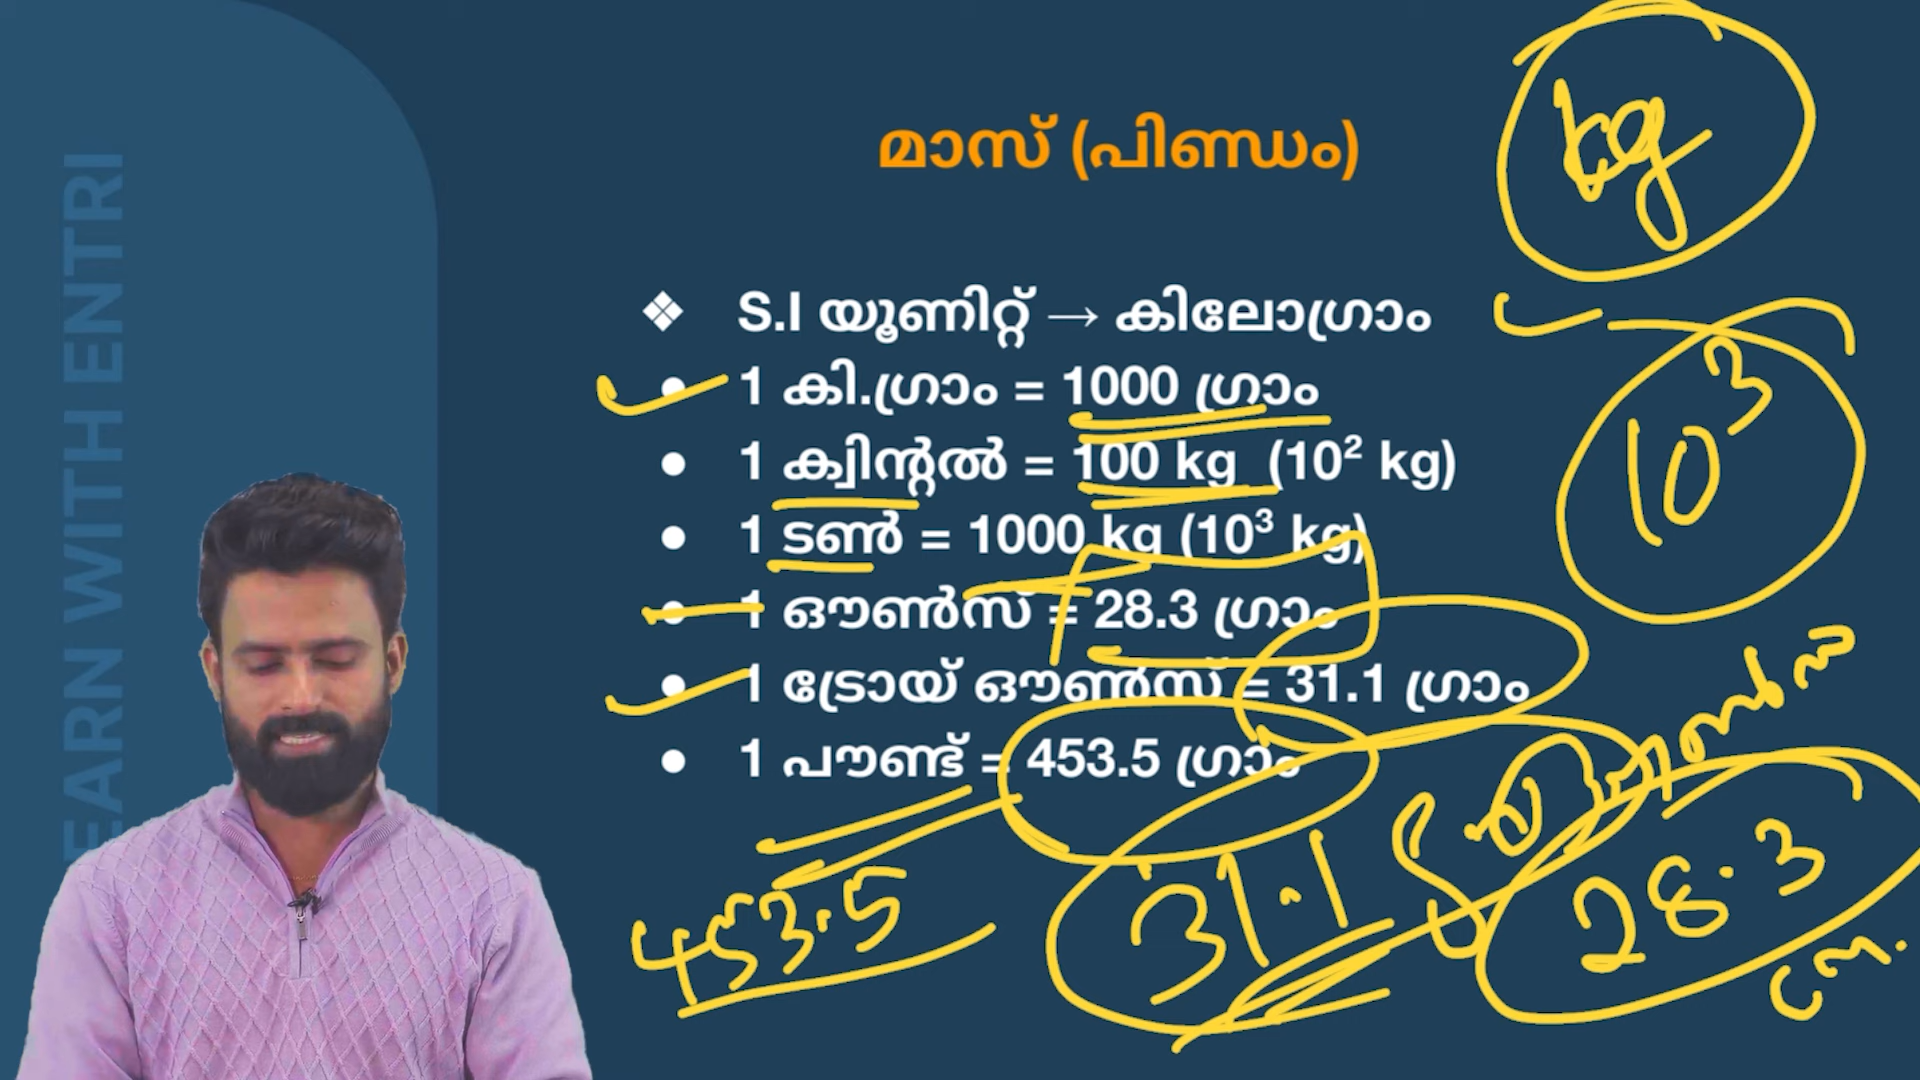 EARN WITH ENTRI
മാസ് (പിണ്ഡം)
kg
❖ S.I യൂണിറ്റ് → കിലോഗ്രാം
● 1 കി.ഗ്രാം = 1000 ഗ്രാം
10³
● 1 ക്വിന്റൽ = 100 kg (10² kg)
● 1 ടൺ = 1000 kg (10³ kg)
● 1 ഔൺസ് = 28.3 ഗ്രാം
● 1 ട്രോയ് ഔൺസ് = 31.1 ഗ്രാം
● 1 പൗണ്ട് = 453.5 ഗ്രാം
453.5
31.1
28.3